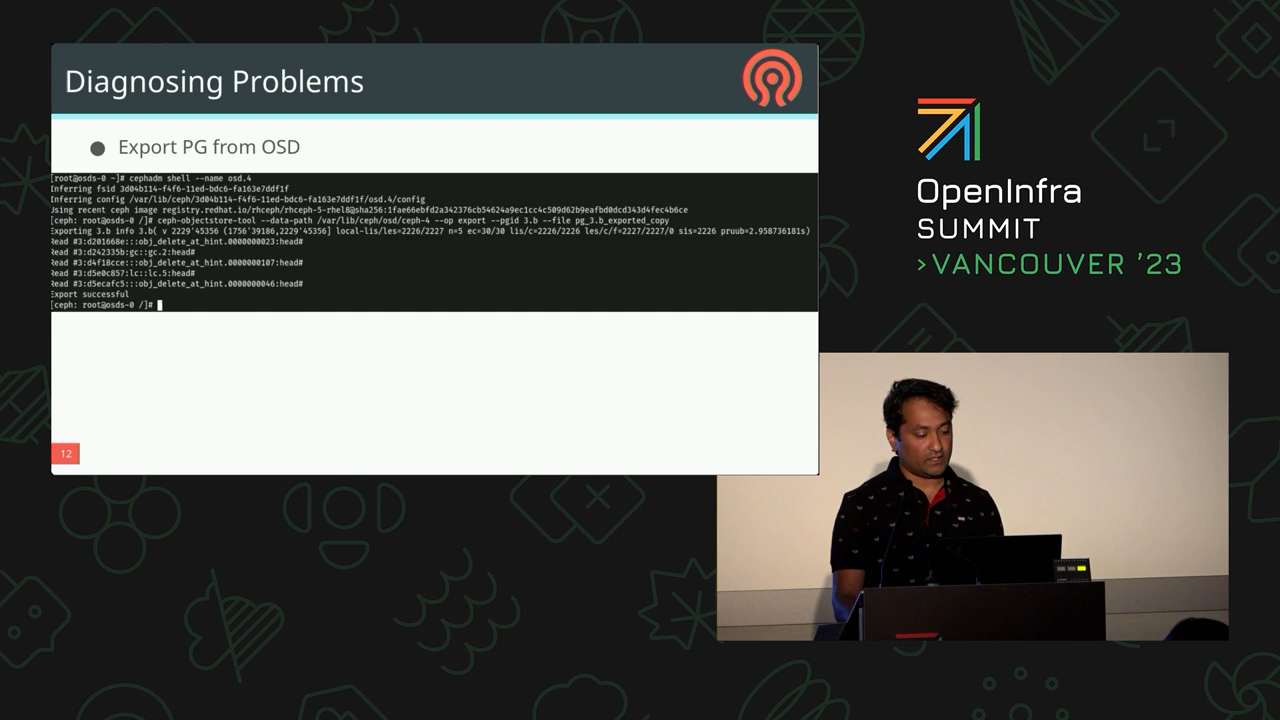 Diagnosing Problems
Export PG from OSD
[root@osds-0 ~]# cephadm shell --name osd.4
Inferring fsid 3d04b114-f4f6-11ed-bdc6-fa163e7ddf1f
Inferring config /var/lib/ceph/3d04b114-f4f6-11ed-bdc6-fa163e7ddf1f/osd.4/config
Using recent ceph image registry.redhat.io/rhceph/rhceph-5-rhel8@sha256:1fae66ebfd2a342376cb54624a9ec1cc4c509d62b9eafbd0dcd343d4fec4b6ce
[ceph: root@osds-0 /]# ceph-objectstore-tool --data-path /var/lib/ceph/osd/ceph-4 --op export --pgid 3.b --file pg_3.b_exported_copy
Exporting 3.b info 3.b( v 2229'45356 (1756'39186,2229'45356] local-lis/les=2226/2227 n=5 ec=30/30 lis/c=2226/2226 les/c/f=2227/2227/0 sis=2226 pruub=2.958736181s)
Read #3:d201668e:::obj_delete_at_hint.0000000023:head#
Read #3:d242335b:gc::gc.2:head#
Read #3:d4f18cce:::obj_delete_at_hint.0000000107:head#
Read #3:d5e0c857:lc::lc.5:head#
Read #3:d5ecafc5:::obj_delete_at_hint.0000000046:head#
Export successful
[ceph: root@osds-0 /]#
12
OpenInfra
SUMMIT
>VANCOUVER '23